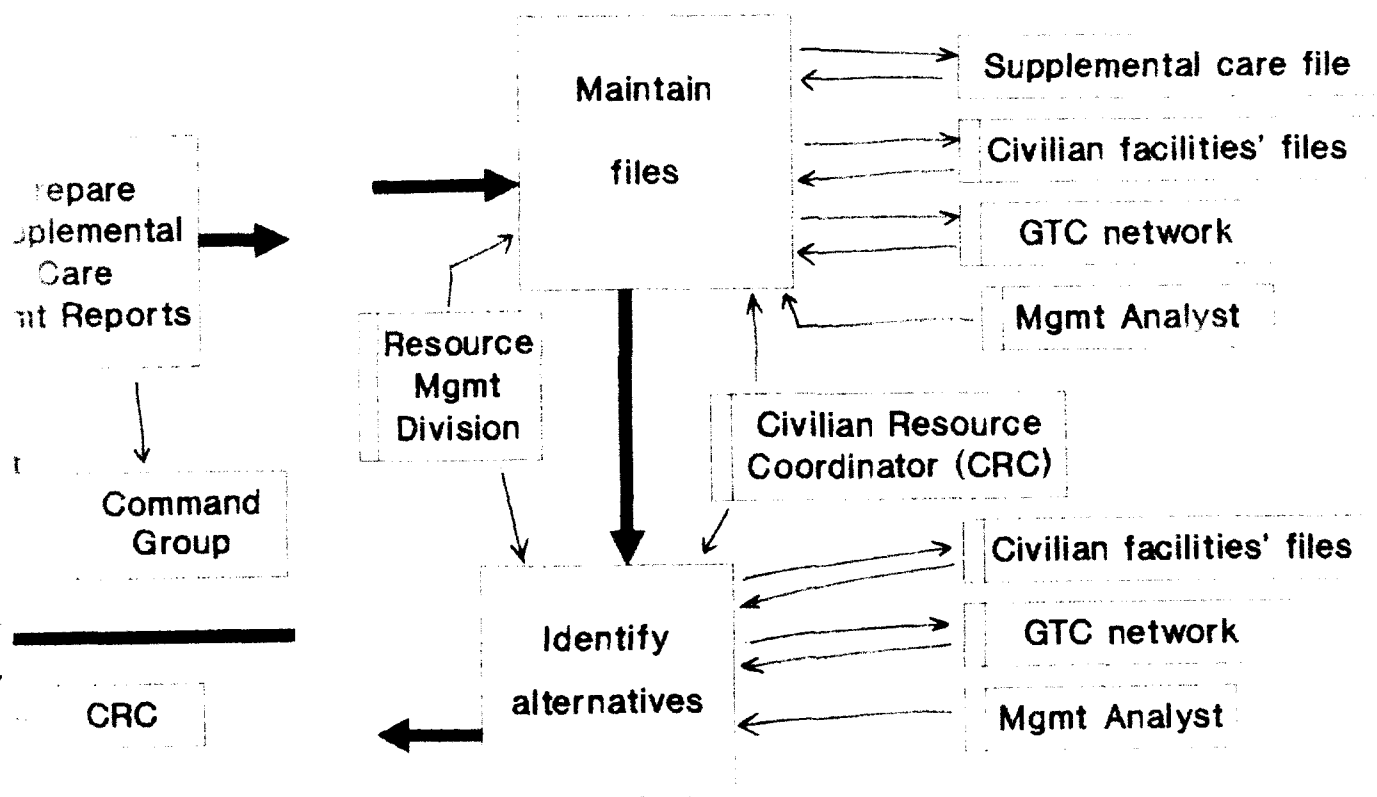 Care
Reports
Command
Group
CRC
Maintain
files
Resource
Mgmt
Division
Identify
alternatives
Supplemental care file
Civilian facilities' files
GTC network
Mgmt Analyst
Civilian Resource
Coordinator (CRC)
Civilian facilities' files
GTC network
Mgmt Analyst